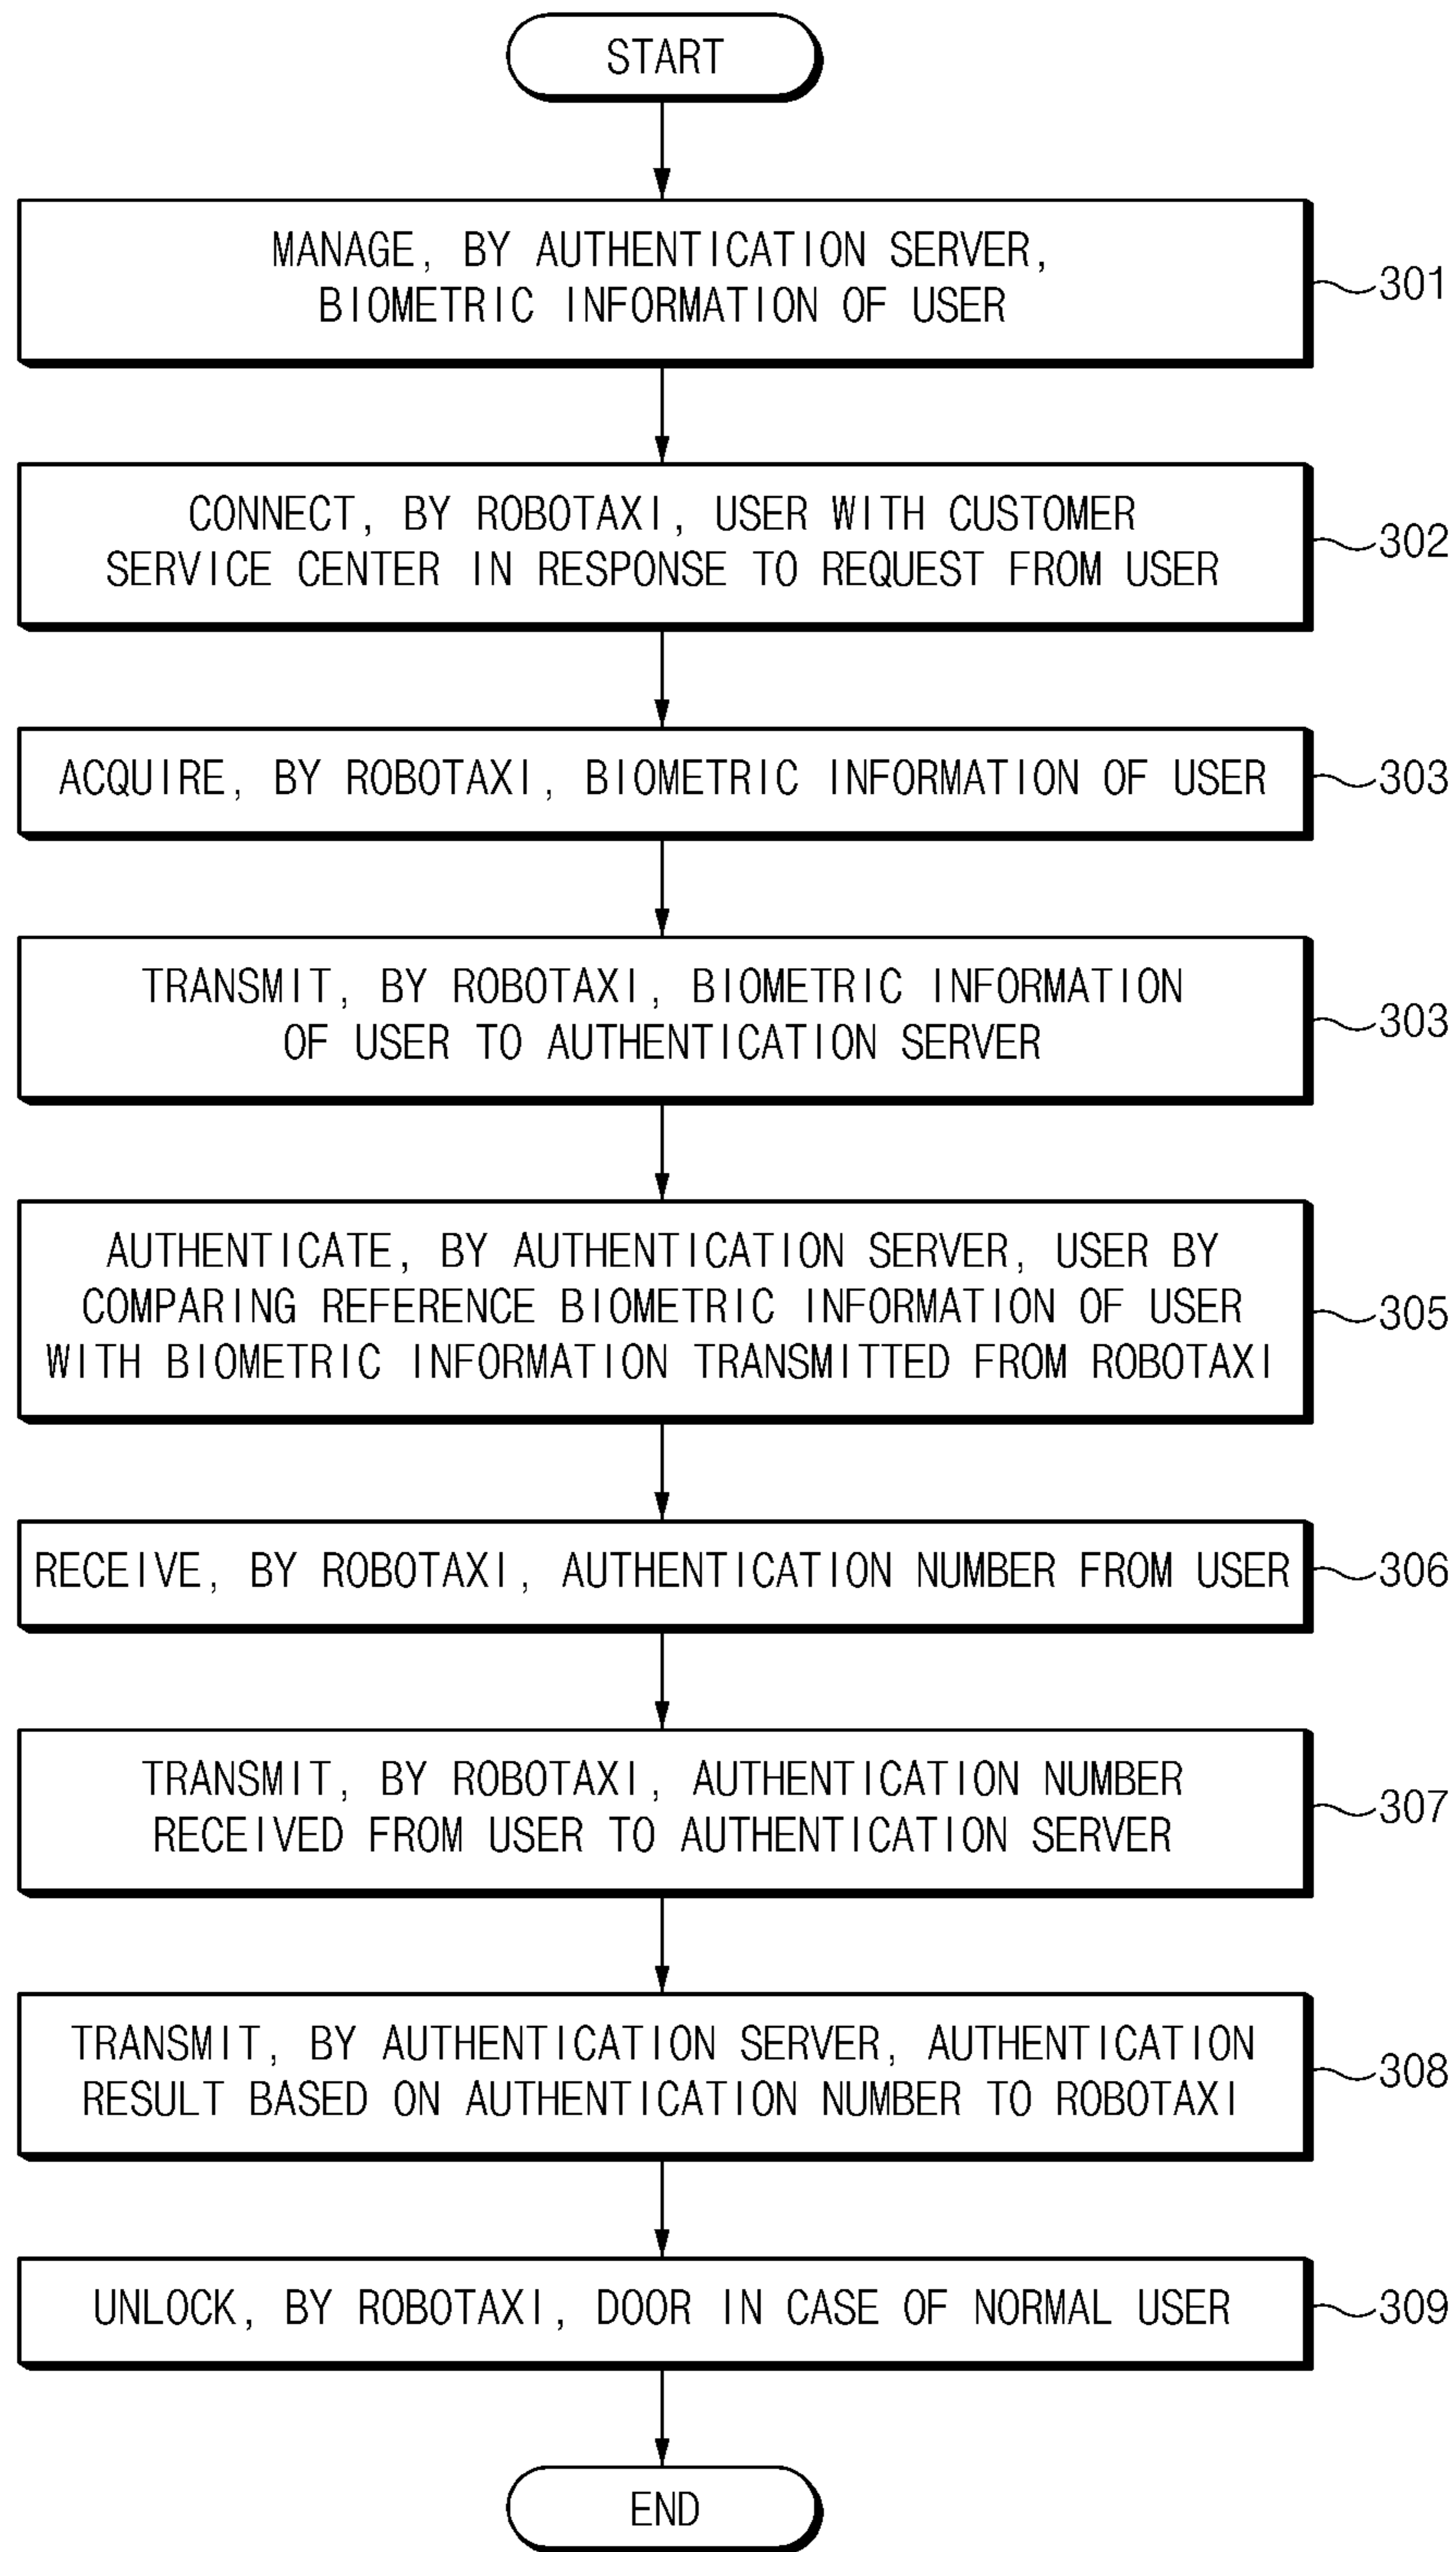 START
MANAGE, BY AUTHENTICATION SERVER,
BIOMETRIC INFORMATION OF USER
301
CONNECT, BY ROBOTAXI, USER WITH CUSTOMER
SERVICE CENTER IN RESPONSE TO REQUEST FROM USER
302
ACQUIRE, BY ROBOTAXI, BIOMETRIC INFORMATION OF USER
303
TRANSMIT, BY ROBOTAXI, BIOMETRIC INFORMATION
OF USER TO AUTHENTICATION SERVER
303
AUTHENTICATE, BY AUTHENTICATION SERVER, USER BY
COMPARING REFERENCE BIOMETRIC INFORMATION OF USER
WITH BIOMETRIC INFORMATION TRANSMITTED FROM ROBOTAXI
305
RECEIVE, BY ROBOTAXI, AUTHENTICATION NUMBER FROM USER
306
TRANSMIT, BY ROBOTAXI, AUTHENTICATION NUMBER
RECEIVED FROM USER TO AUTHENTICATION SERVER
307
TRANSMIT, BY AUTHENTICATION SERVER, AUTHENTICATION
RESULT BASED ON AUTHENTICATION NUMBER TO ROBOTAXI
308
UNLOCK, BY ROBOTAXI, DOOR IN CASE OF NORMAL USER
309
END